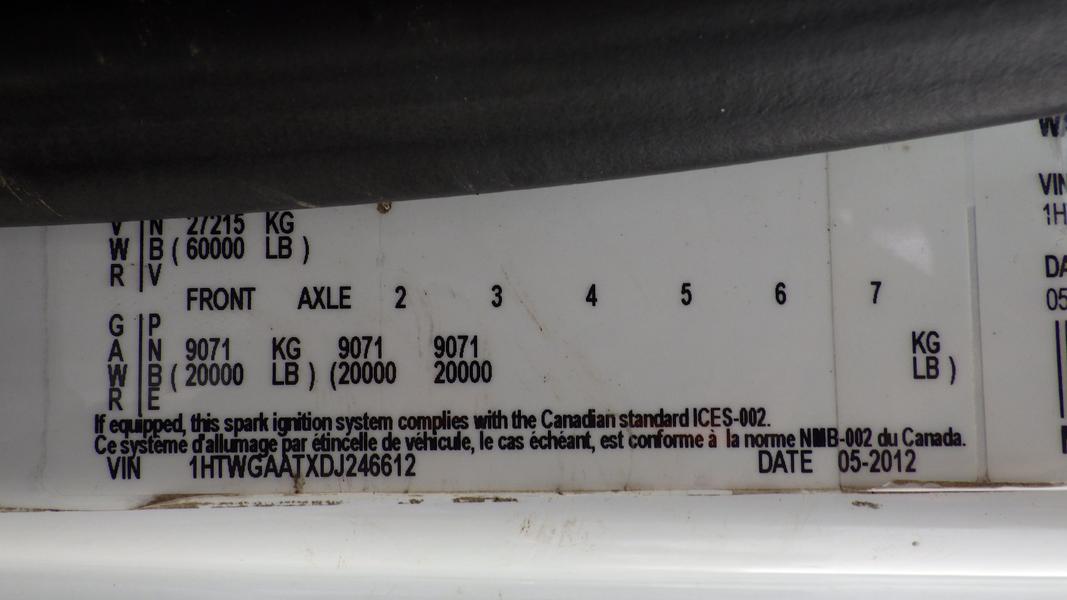 V | N 27215 KG
W | B ( 60000 LB )
R | V
FRONT AXLE 2 3 4 5 6 7
G | P
A | N 9071 KG 9071 9071 KG
W | B ( 20000 LB ) (20000 20000 LB )
R | E
If equipped, this spark ignition system complies with the Canadian standard ICES-002.
Ce système d'allumage par étincelle de véhicule, le cas échéant, est conforme à la norme NMB-002 du Canada.
VIN 1HTWGAATXDJ246612 DATE 05-2012
VIN
1H
DA
05